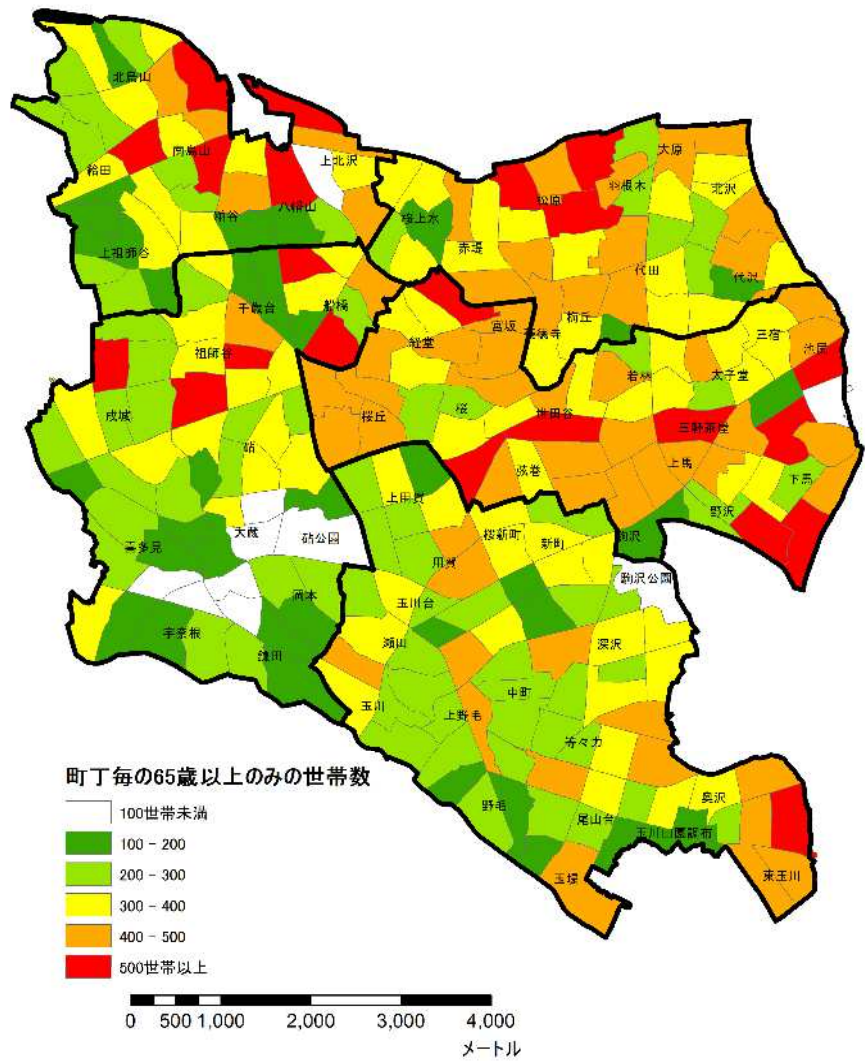 北烏山
給田
南烏山
上北沢
粕谷
八幡山
上祖師谷
千歳台
船橋
祖師谷
成城
砧
大蔵
砧公園
喜多見
宇奈根
岡本
鎌田
桜上水
赤堤
松原
羽根木
大原
北沢
代田
代沢
梅丘
豪徳寺
宮坂
経堂
桜丘
桜
世田谷
若林
太子堂
三宿
池尻
三軒茶屋
上馬
下馬
野沢
弦巻
駒沢
駒沢公園
上用賀
用賀
桜新町
新町
玉川台
瀬田
玉川
深沢
中町
上野毛
等々力
野毛
尾山台
玉堤
奥沢
玉川田園調布
東玉川
町丁毎の65歳以上のみの世帯数
100世帯未満
100 - 200
200 - 300
300 - 400
400 - 500
500世帯以上
0 500 1,000 2,000 3,000 4,000
メートル